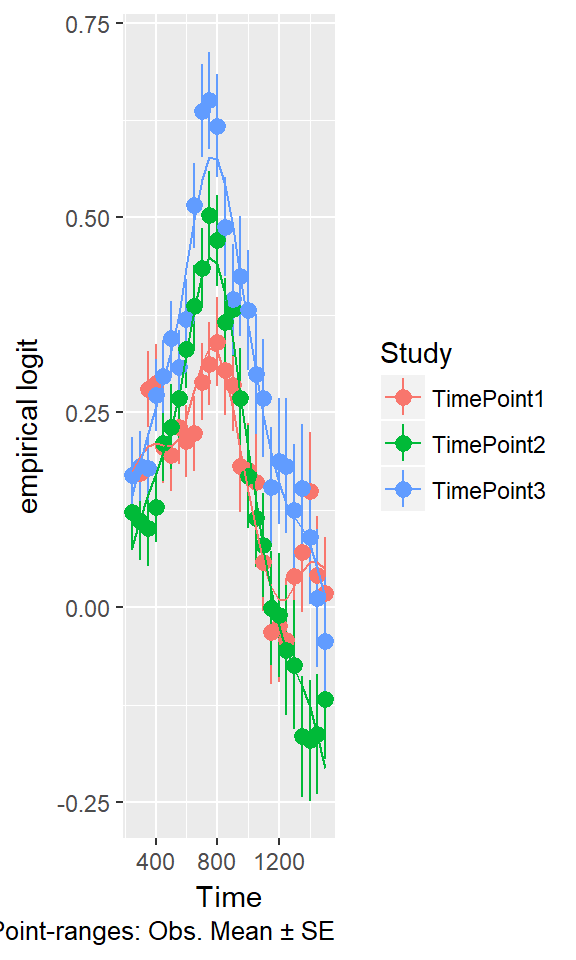 0.75
0.50
0.25
0.00
-0.25
empirical logit
400 800 1200
Time
Point-ranges: Obs. Mean ± SE
Study
TimePoint1
TimePoint2
TimePoint3